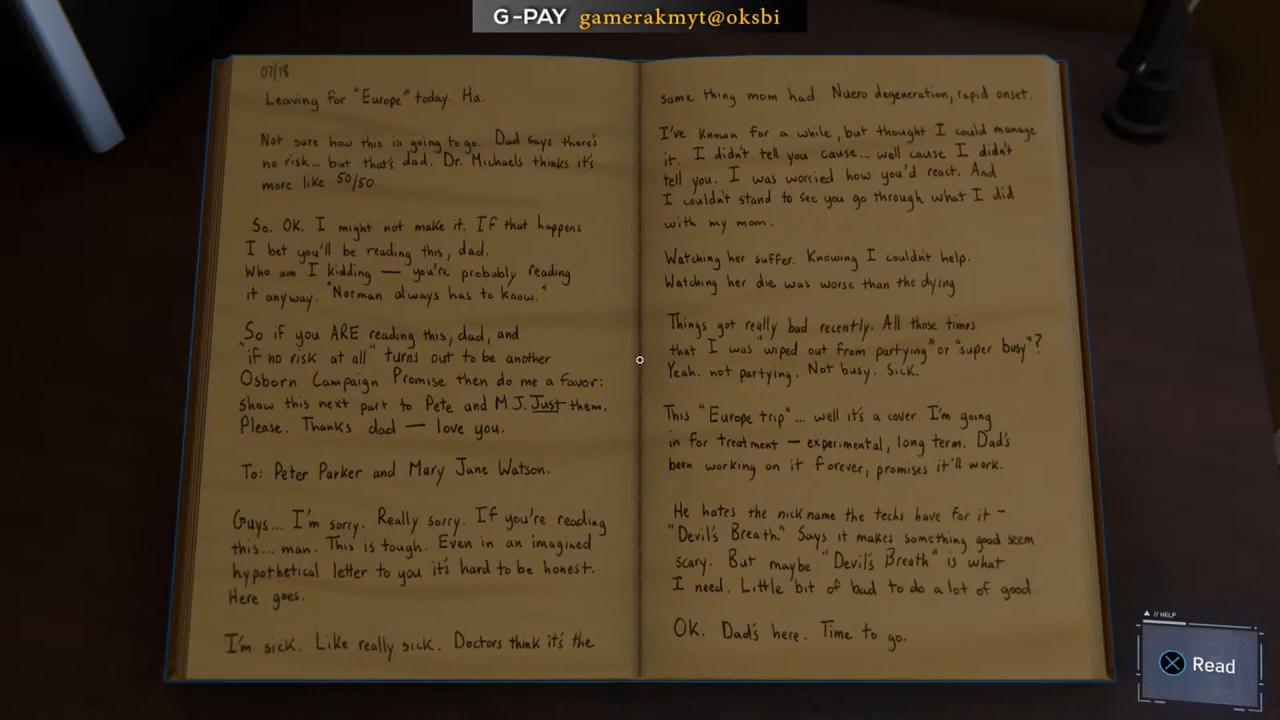 G-PAY gamerakmyt@oksbi
07/18
Leaving for "Europe" today. Ha.
Not sure how this is going to go. Dad says there's
no risk... but that's dad. Dr. Michaels thinks it's
more like 50/50.
So. OK. I might not make it. IF that happens
I bet you'll be reading this, dad.
Who am I kidding — you're probably reading
it anyway. "Norman always has to know."
So if you ARE reading this, dad, and
"if no risk at all" turns out to be another
Osborn Campaign Promise then do me a favor:
show this next part to Pete and MJ. Just them.
Please. Thanks dad — love you.
To: Peter Parker and Mary Jane Watson.
Guys... I'm sorry. Really sorry. If you're reading
this... man. This is tough. Even in an imagined
hypothetical letter to you it's hard to be honest.
Here goes.
I'm sick. Like really sick. Doctors think it's the
same thing mom had. Nuero degeneration, rapid onset.
I've known for a while, but thought I could manage
it. I didn't tell you cause... well cause I didn't
tell you. I was worried how you'd react. And
I couldn't stand to see you go through what I did
with my mom.
Watching her suffer. Knowing I couldn't help.
Watching her die was worse than the dying
Things got really bad recently. All those times
that I was "wiped out from partying" or "super busy"?
Yeah. not partying. Not busy. Sick.
This "Europe trip"... well it's a cover. I'm going
in for treatment — experimental, long term. Dad's
been working on it forever, promises it'll work.
He hates the nickname the techs have for it –
"Devil's Breath." Says it makes something good seem
scary. But maybe "Devil's Breath" is what
I need. Little bit of bad to do a lot of good.
OK. Dad's here. Time to go.
// HELP
Read